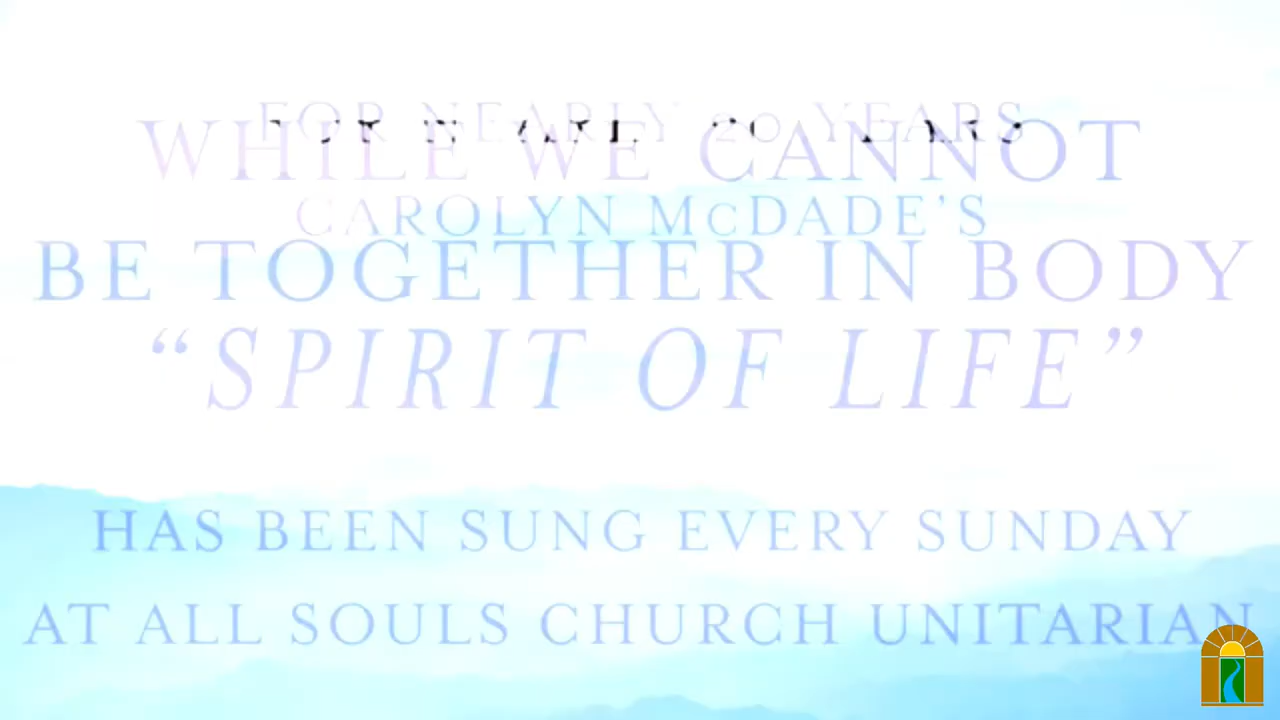 FOR NEARLY 20 YEARS
WHILE WE CANNOT
CAROLYN McDADE'S
BE TOGETHER IN BODY
“SPIRIT OF LIFE”
HAS BEEN SUNG EVERY SUNDAY
AT ALL SOULS CHURCH UNITARIAN